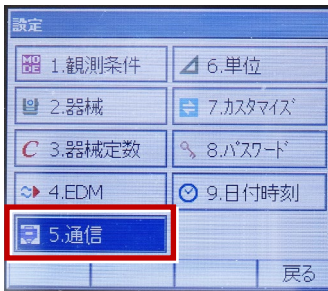 設定
MODE 1.観測条件
2.器械
C 3.器械定数
4.EDM
5.通信
6.単位
7.カスタマイズ
8.パスワード
9.日付時刻
戻る